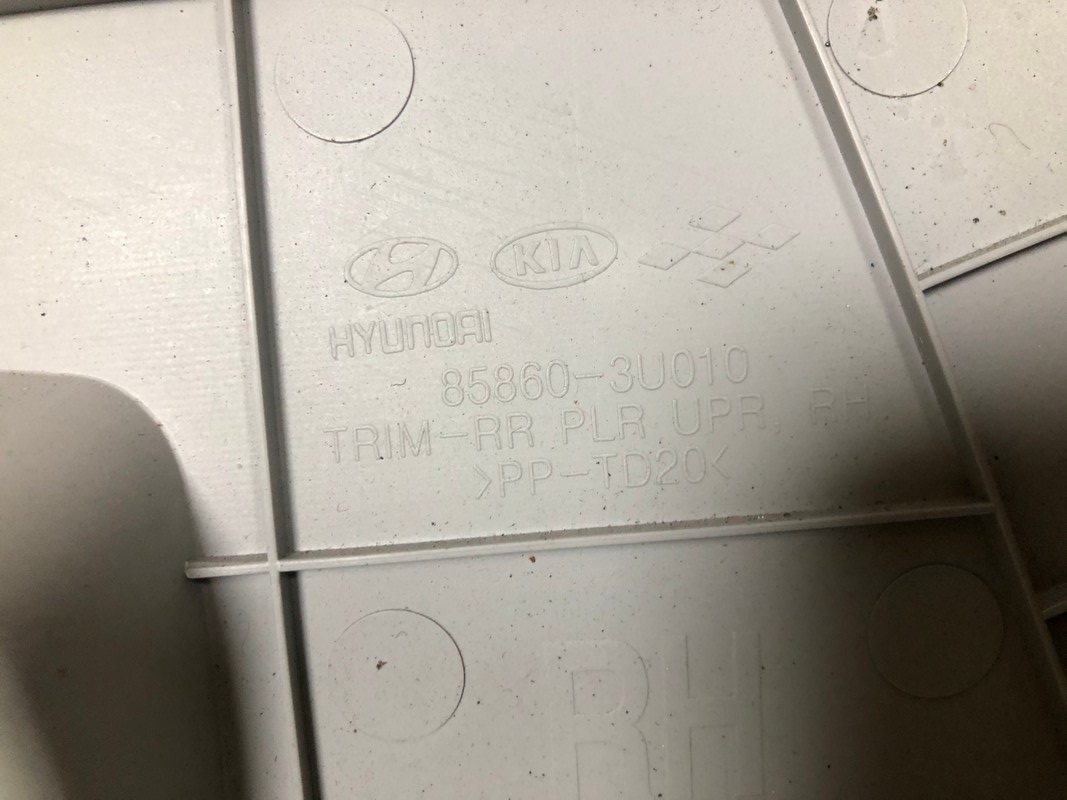 KIA
HYUNDAI
85860-3U010
TRIM-RR PLR UPR, RH
>PP-TD20<
RH